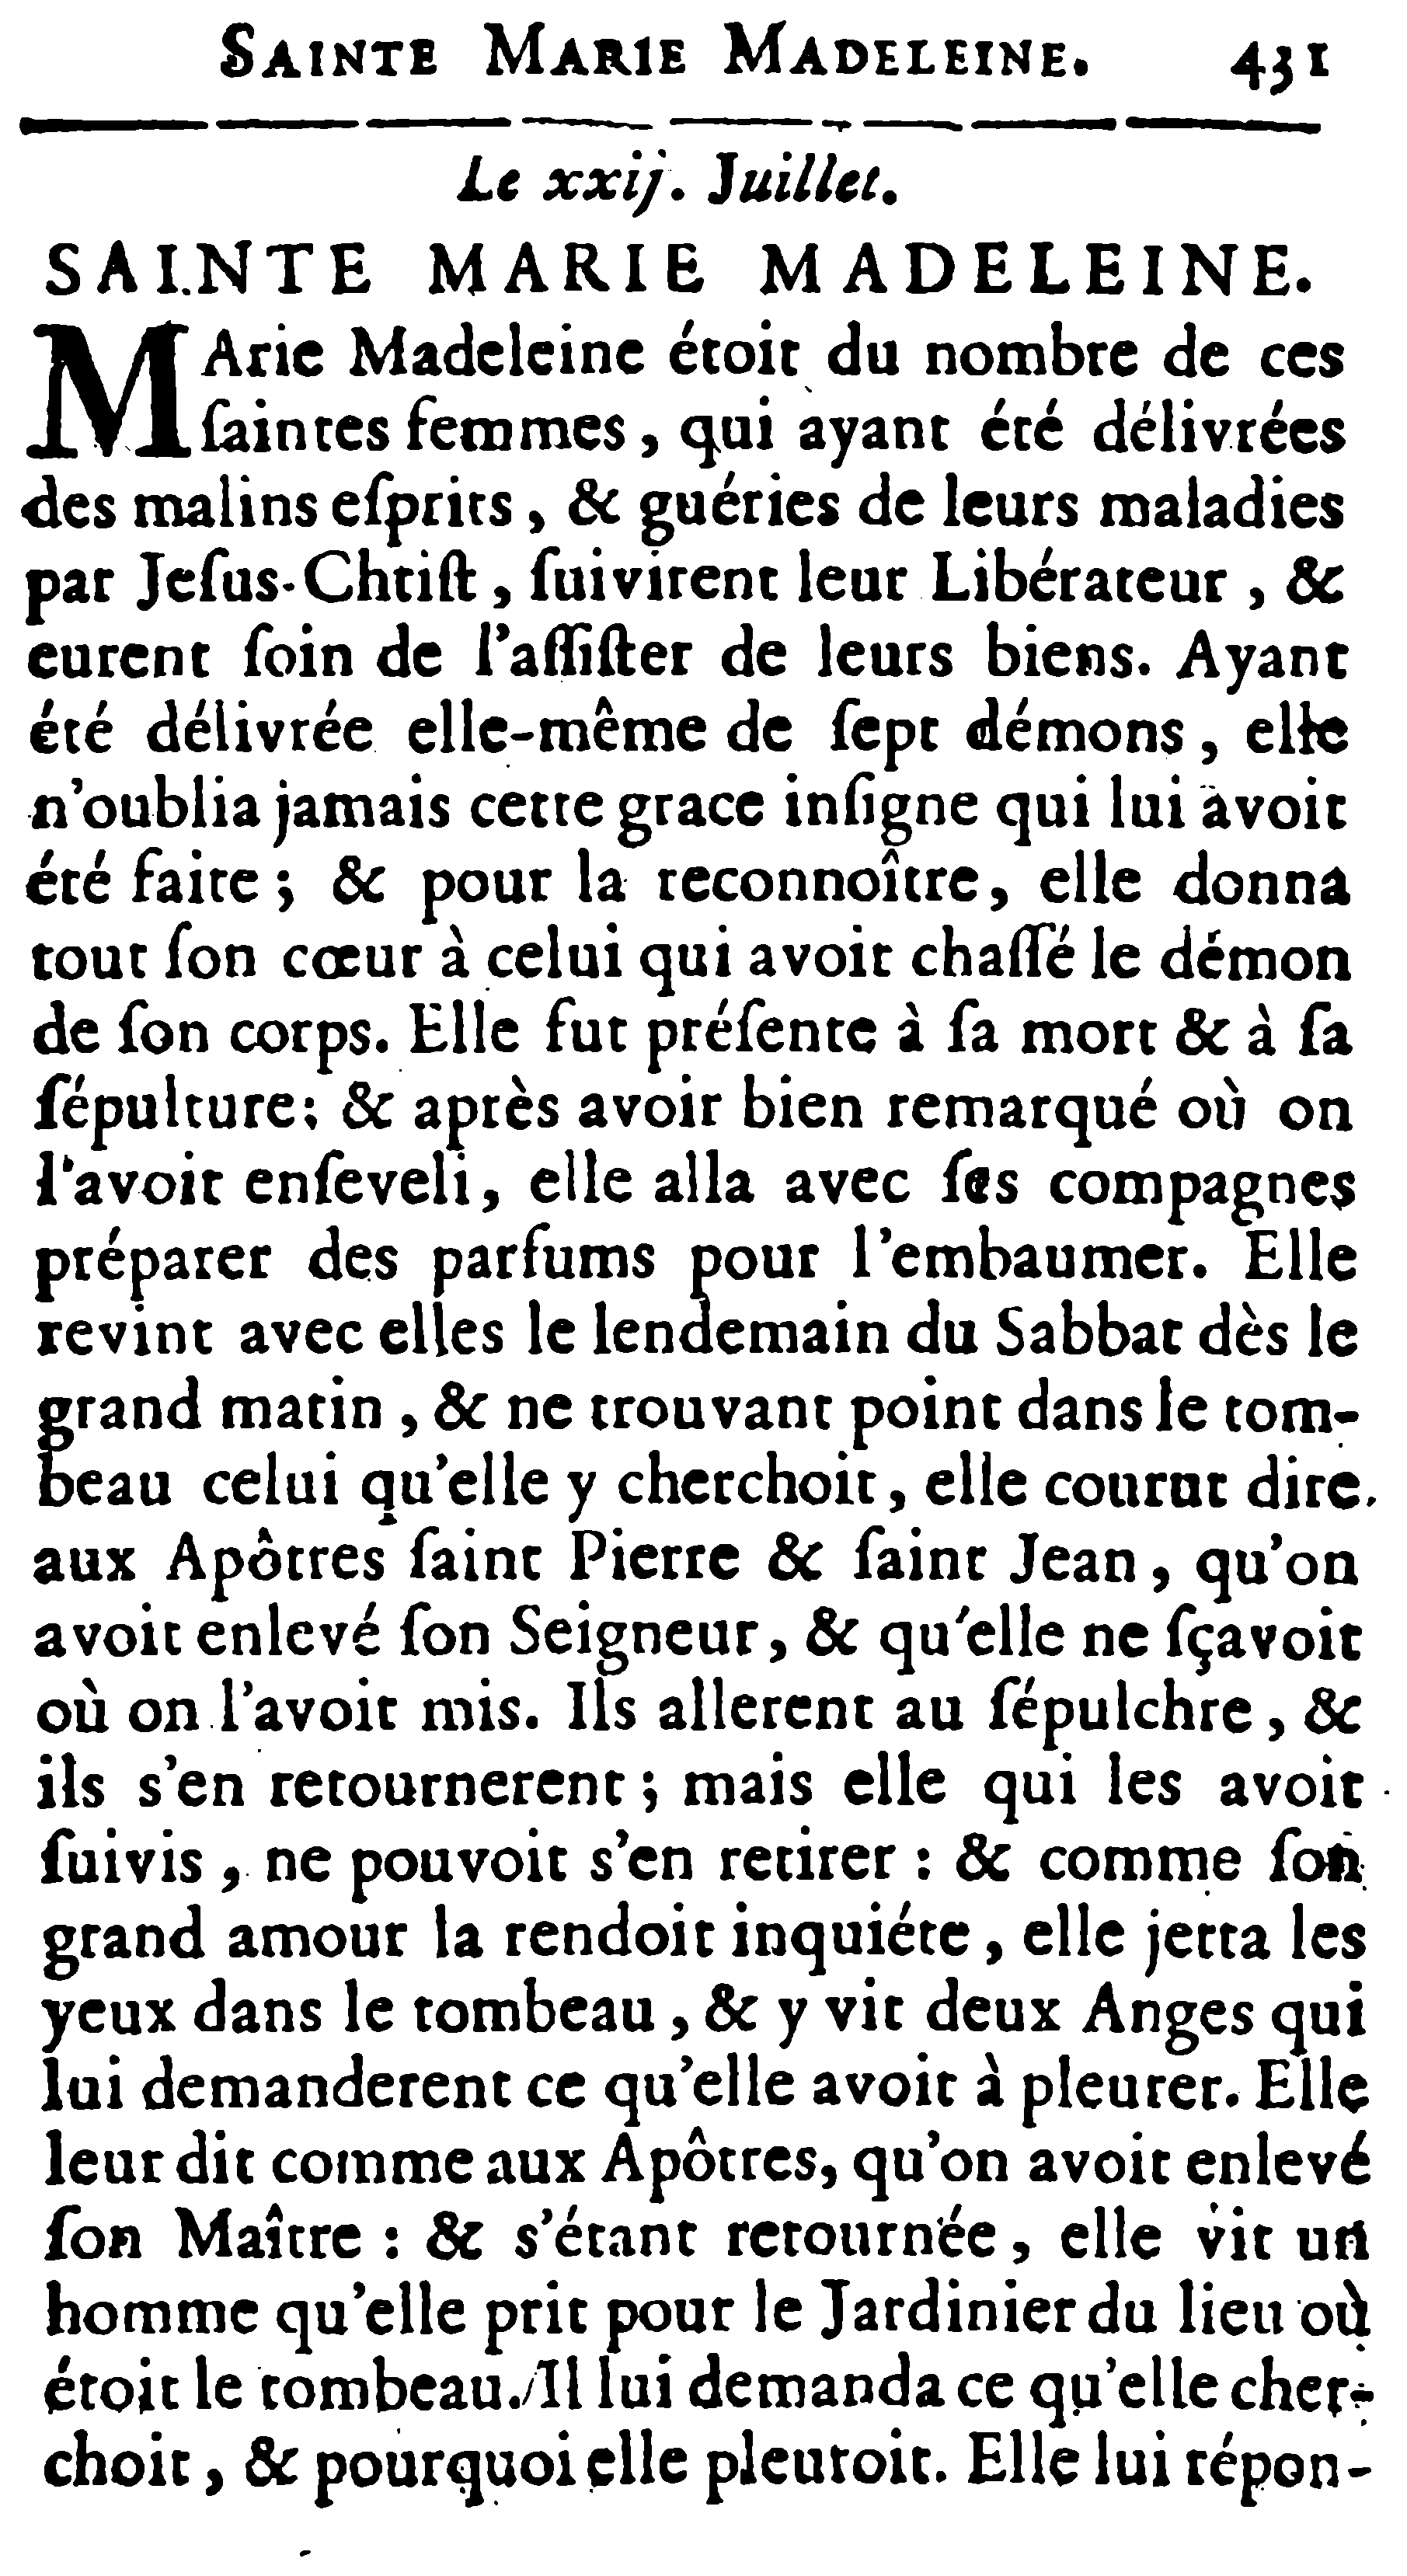 SAINTE MARIE MADELEINE. 431
Le xxij. Juillet.
SAINTE MARIE MADELEINE.
MArie Madeleine étoit du nombre de ces
ſaintes femmes, qui ayant été délivrées
des malins eſprits, & guéries de leurs maladies
par Jeſus-Chriſt, ſuivirent leur Libérateur, &
eurent ſoin de l'aſſiſter de leurs biens. Ayant
été délivrée elle-même de ſept démons, elle
n'oublia jamais cette grace inſigne qui lui avoit
été faite; & pour la reconnoître, elle donna
tout ſon cœur à celui qui avoit chaſſé le démon
de ſon corps. Elle fut préſente à ſa mort & à ſa
ſépulture; & après avoir bien remarqué où on
l'avoit enſeveli, elle alla avec ſes compagnes
préparer des parfums pour l'embaumer. Elle
revint avec elles le lendemain du Sabbat dès le
grand matin, & ne trouvant point dans le tom-
beau celui qu'elle y cherchoit, elle courut dire
aux Apôtres ſaint Pierre & ſaint Jean, qu'on
avoit enlevé ſon Seigneur, & qu'elle ne ſçavoit
où on l'avoit mis. Ils allerent au ſépulchre, &
ils s'en retournerent; mais elle qui les avoit
ſuivis, ne pouvoit s'en retirer: & comme ſon
grand amour la rendoit inquiéte, elle jetta les
yeux dans le tombeau, & y vit deux Anges qui
lui demanderent ce qu'elle avoit à pleurer. Elle
leur dit comme aux Apôtres, qu'on avoit enlevé
ſon Maître: & s'étant retournée, elle vit un
homme qu'elle prit pour le Jardinier du lieu où
étoit le tombeau. Il lui demanda ce qu'elle cher-
choit, & pourquoi elle pleuroit. Elle lui répon-